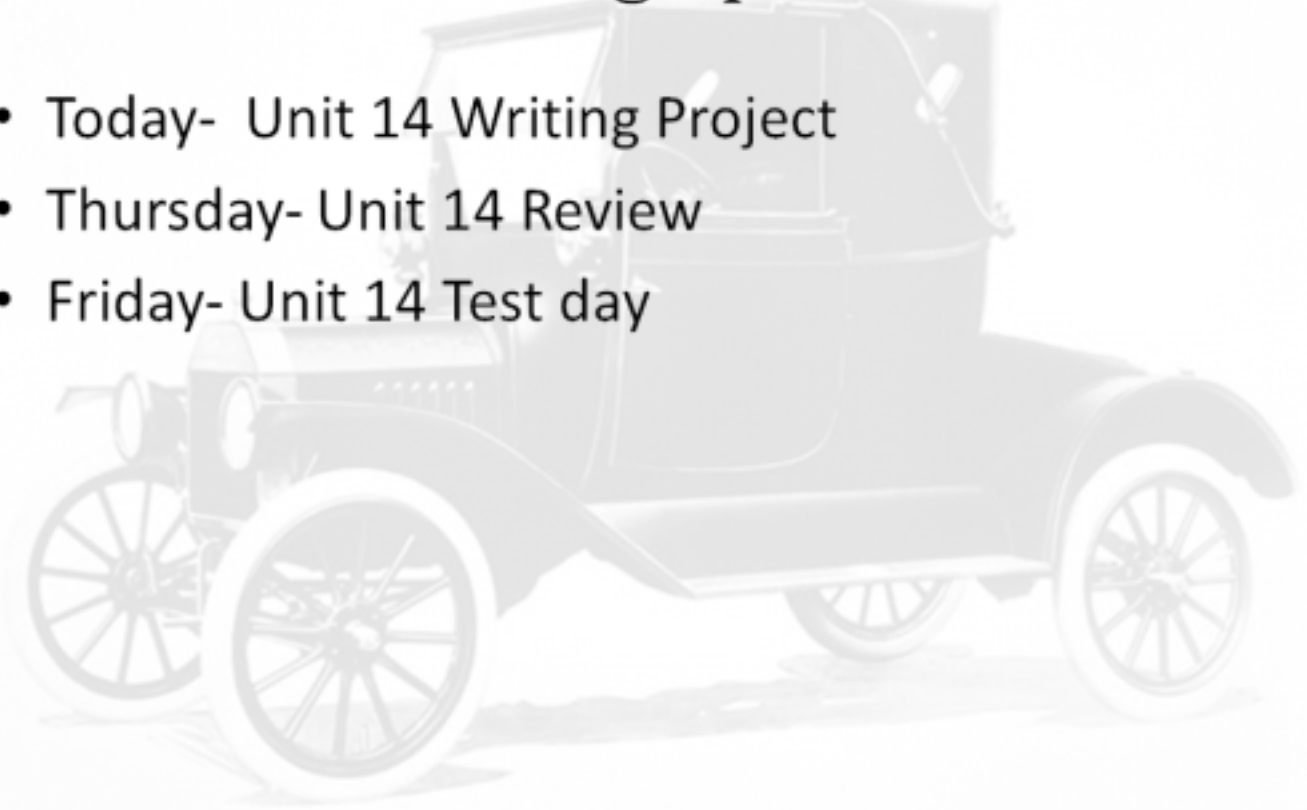 • Today-  Unit 14 Writing Project
• Thursday- Unit 14 Review
• Friday- Unit 14 Test day